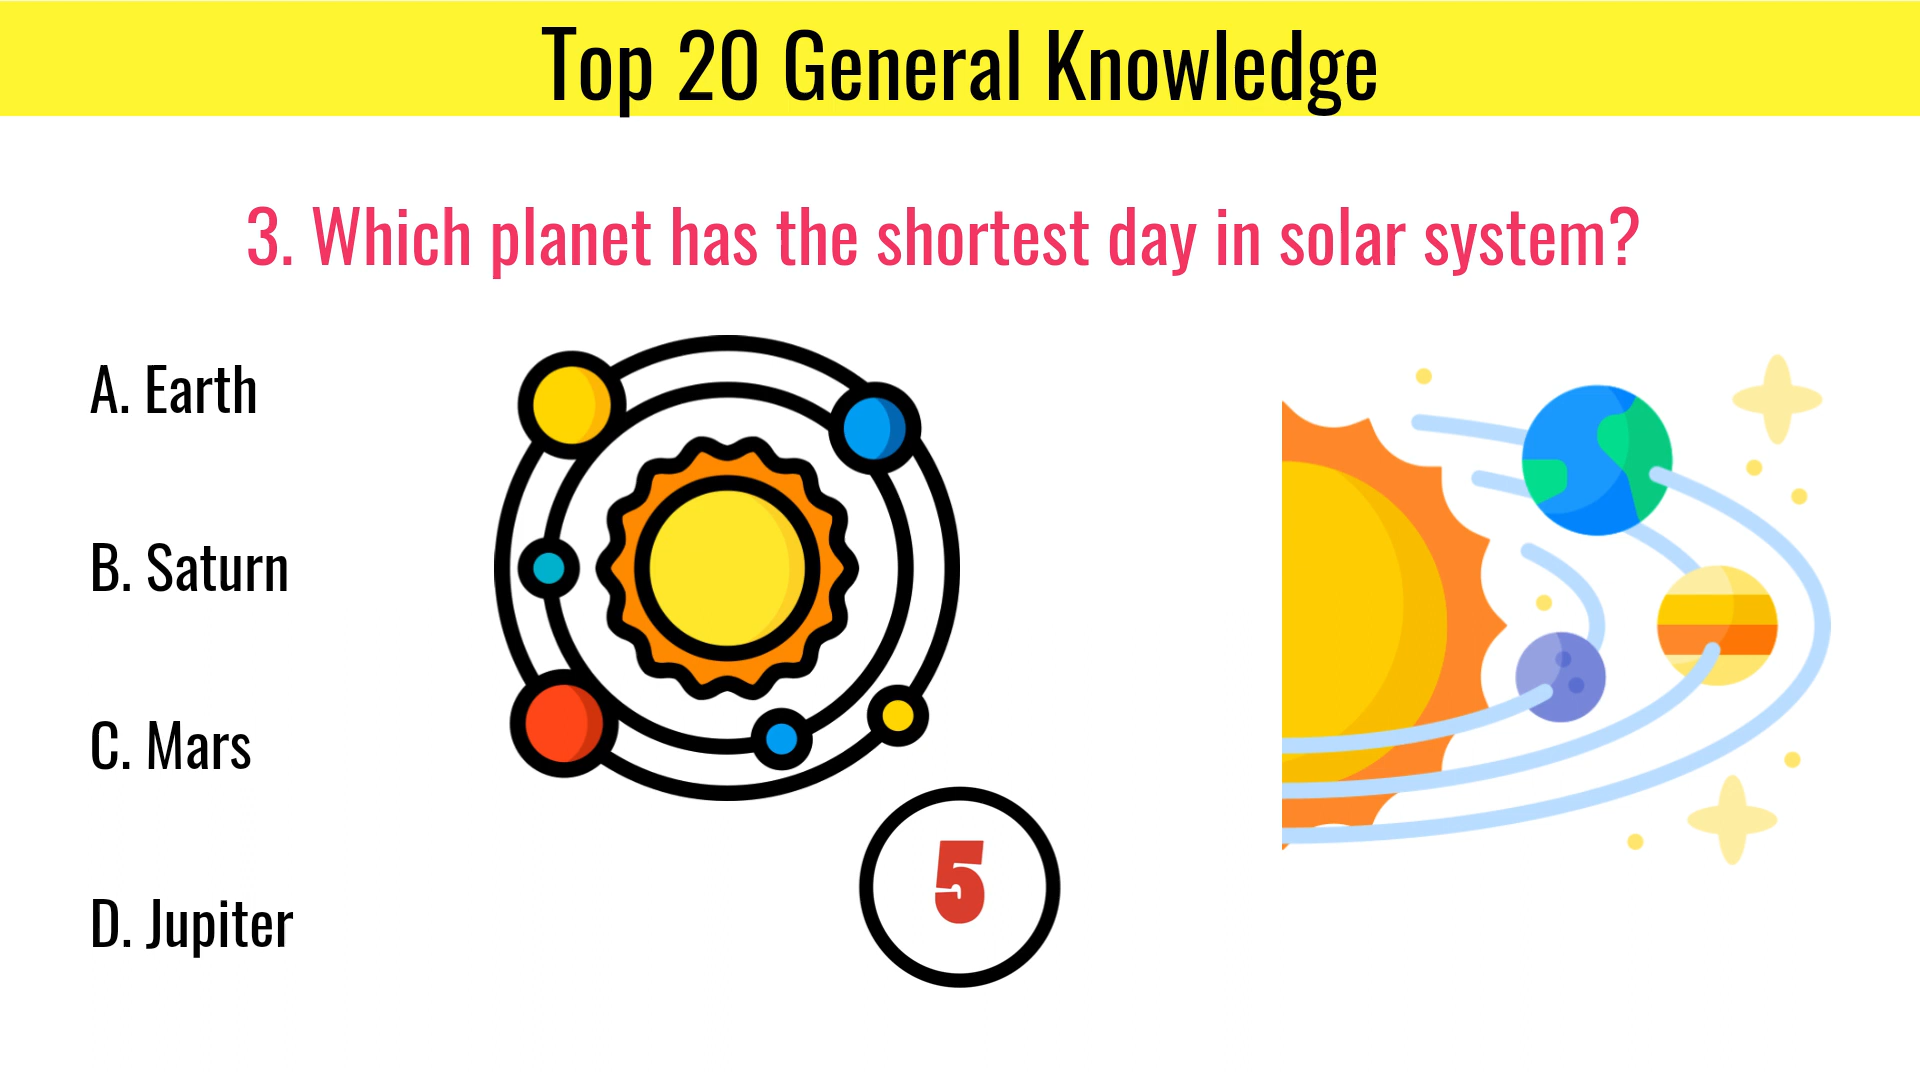 Top 20 General Knowledge
3. Which planet has the shortest day in solar system?
A. Earth
B. Saturn
C. Mars
D. Jupiter
5